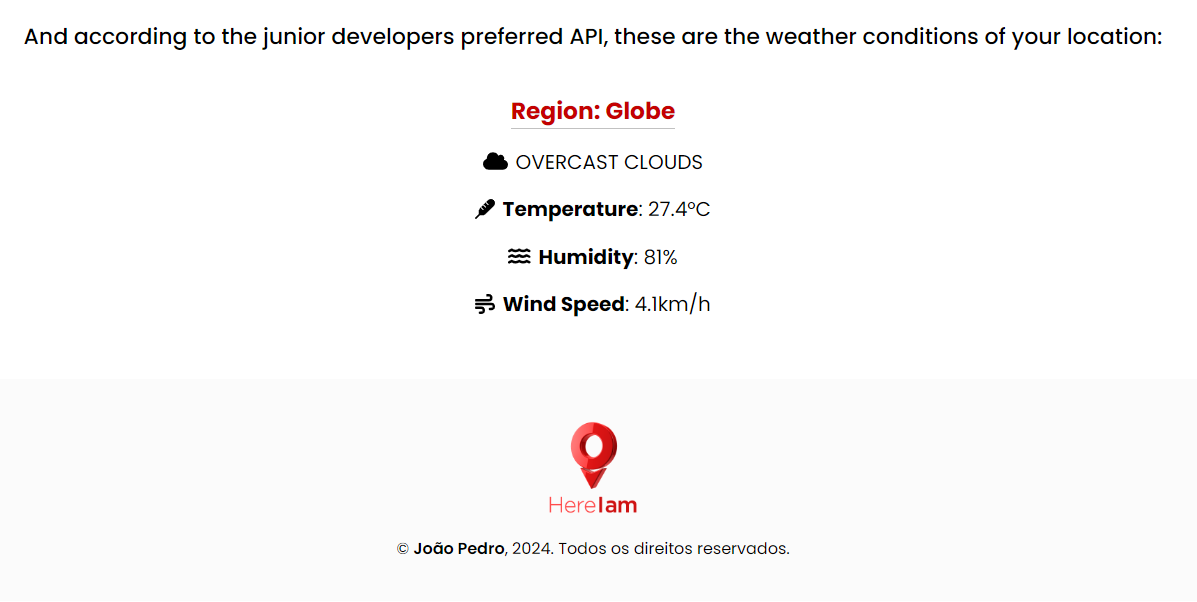 And according to the junior developers preferred API, these are the weather conditions of your location:
Region: Globe
OVERCAST CLOUDS
Temperature: 27.4ºC
Humidity: 81%
Wind Speed: 4.1km/h
HereIam
© João Pedro, 2024. Todos os direitos reservados.